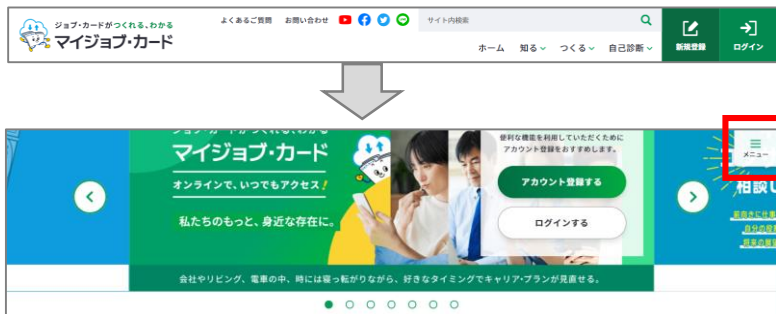 ジョブ・カードがつくれる、わかる
マイジョブ・カード
よくあるご質問 お問い合わせ
サイト内検索
ホーム 知る つくる 自己診断
新規登録
ログイン
マイジョブ・カード
オンラインで、いつでもアクセス!
私たちのもっと、身近な存在に。
便利な機能を利用していただくために
アカウント登録をおすすめします。
アカウント登録する
ログインする
メニュー
会社やリビング、電車の中、時には寝っ転がりながら、好きなタイミングでキャリア・プランが見直せる。